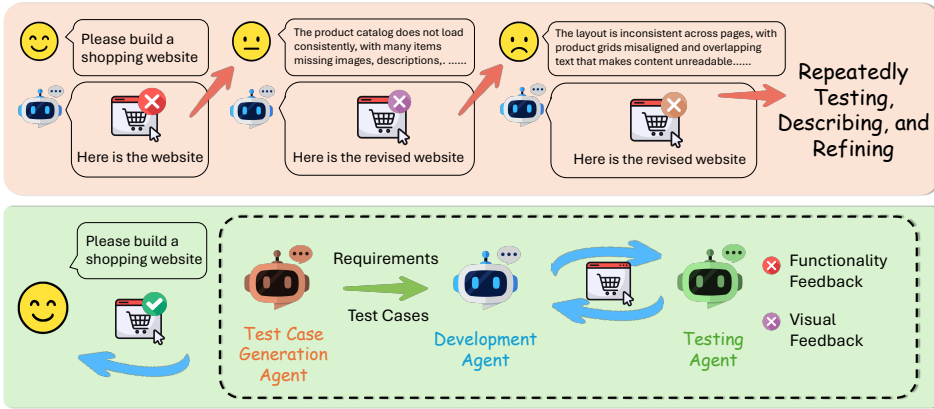 Please build a
shopping website
Here is the website
The product catalog does not load
consistently, with many items
missing images, descriptions,. ......
Here is the revised website
The layout is inconsistent across pages, with
product grids misaligned and overlapping
text that makes content unreadable......
Here is the revised website
Repeatedly
Testing,
Describing, and
Refining
Please build a
shopping website
Test Case
Generation
Agent
Requirements
Test Cases
Development
Agent
Testing
Agent
Functionality
Feedback
Visual
Feedback